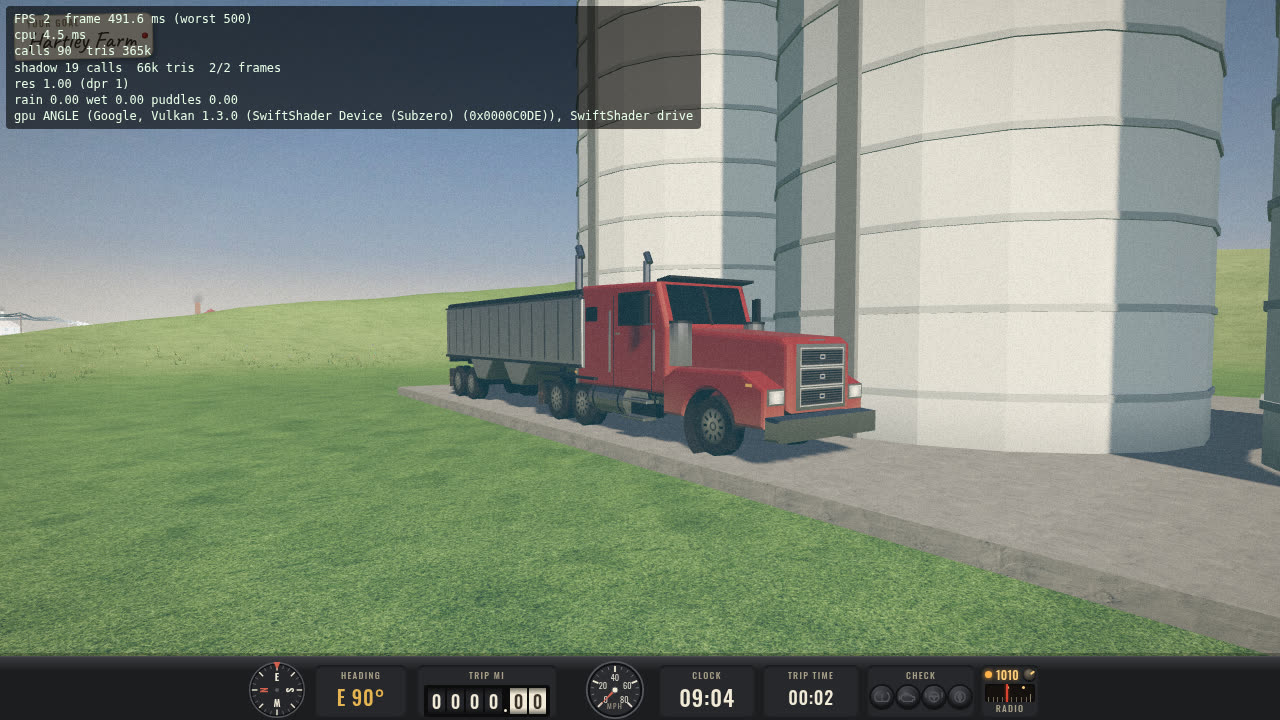 FPS 2 frame 491.6 ms (worst 500)
cpu 4.5 ms
calls 90 tris 365k
shadow 19 calls 66k tris 2/2 frames
res 1.00 (dpr 1)
rain 0.00 wet 0.00 puddles 0.00
gpu ANGLE (Google, Vulkan 1.3.0 (SwiftShader Device (Subzero) (0x0000C0DE)), SwiftShader drive
Hartley Farm
HEADING
E 90°
TRIP MI
0000.00
20 40 60 80
MPH
CLOCK
09:04
TRIP TIME
00:02
CHECK
1010
RADIO
E
N S
W